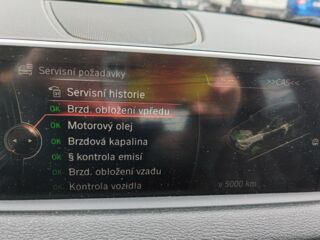 Servisní požadavky
>>CAS<<
Servisní historie
OK Brzd. obložení vpředu
OK Motorový olej
OK Brzdová kapalina
OK § kontrola emisí
OK Brzd. obložení vzadu
OK Kontrola vozidla
v 5000 km